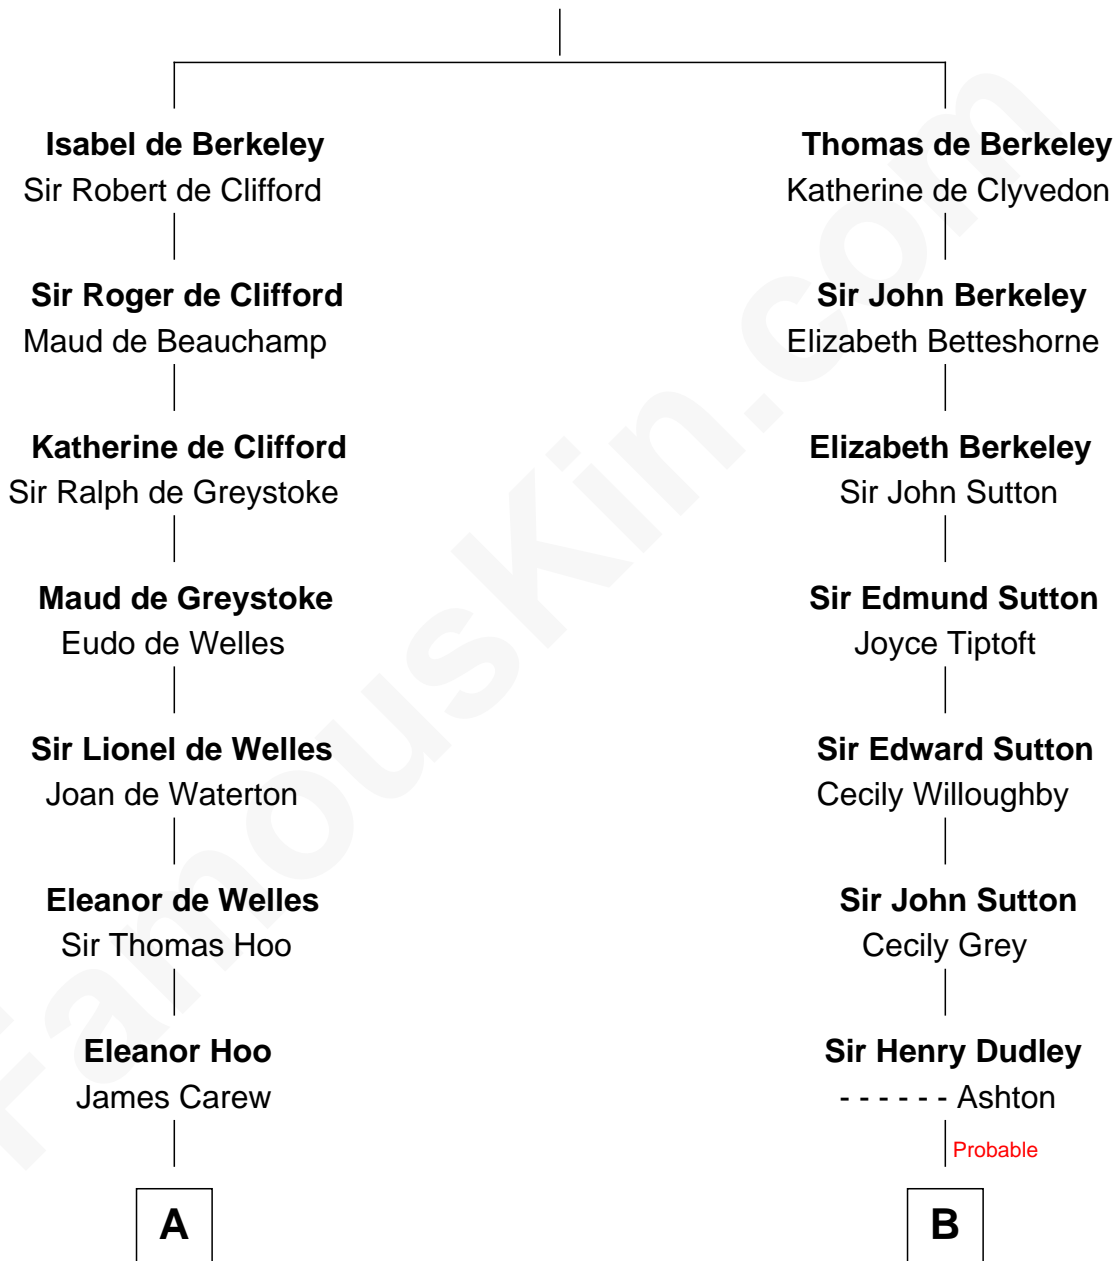 Isabel de Berkeley
Sir Robert de Clifford
Sir Roger de Clifford
Maud de Beauchamp
Katherine de Clifford
Sir Ralph de Greystoke
Maud de Greystoke
Eudo de Welles
Sir Lionel de Welles
Joan de Waterton
Eleanor de Welles
Sir Thomas Hoo
Eleanor Hoo
James Carew
A
Thomas de Berkeley
Katherine de Clyvedon
Sir John Berkeley
Elizabeth Betteshorne
Elizabeth Berkeley
Sir John Sutton
Sir Edmund Sutton
Joyce Tiptoft
Sir Edward Sutton
Cecily Willoughby
Sir John Sutton
Cecily Grey
Sir Henry Dudley
- - - - - - Ashton
Probable
B
FamousKin.com